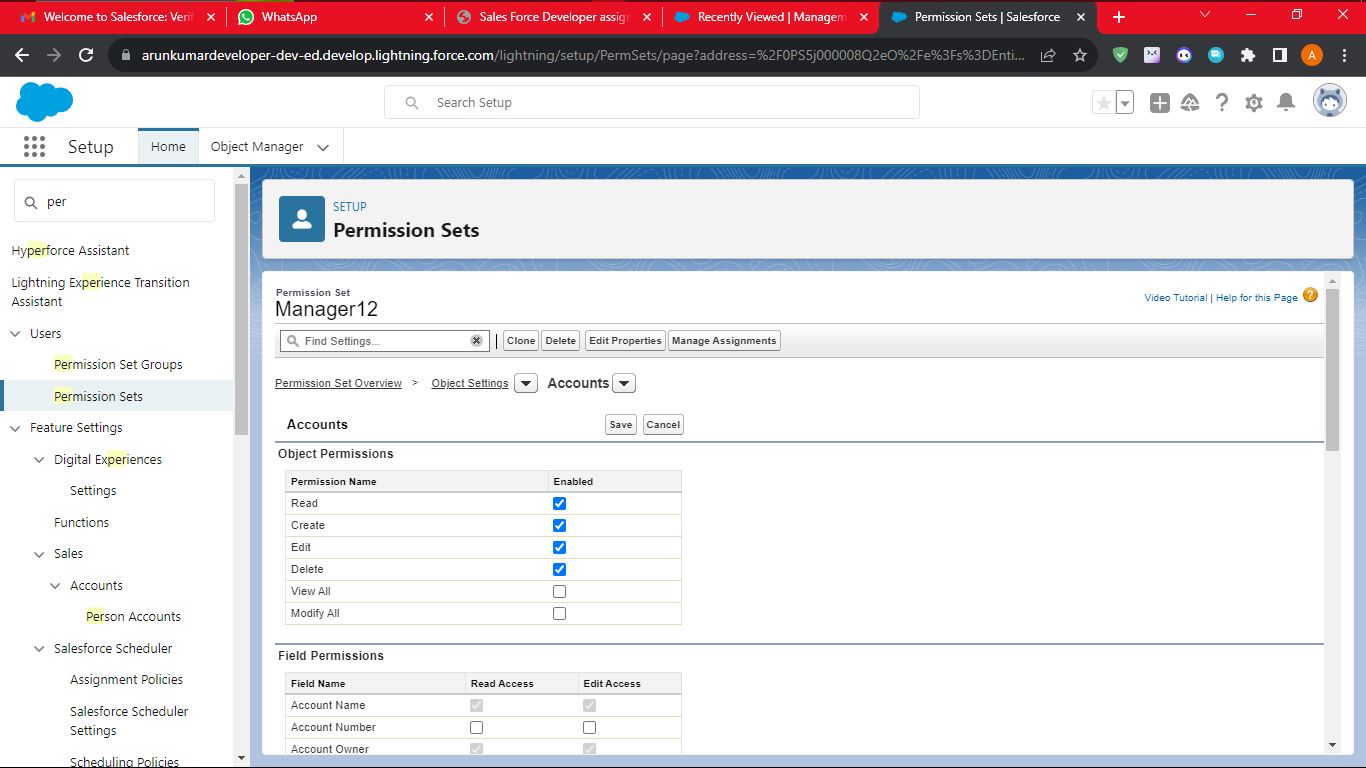 Welcome to Salesforce: Verif
WhatsApp
Sales Force Developer assign
Recently Viewed | Managem
Permission Sets | Salesforce
arunkumardeveloper-dev-ed.develop.lightning.force.com/lightning/setup/PermSets/page?address=%2F0PS5j000008Q2eO%2Fe%3Fs%3DEnti...
A
Search Setup
Setup
Home
Object Manager
per
Hyperforce Assistant
Lightning Experience Transition
Assistant
Users
Permission Set Groups
Permission Sets
Feature Settings
Digital Experiences
Settings
Functions
Sales
Accounts
Person Accounts
Salesforce Scheduler
Assignment Policies
Salesforce Scheduler
Settings
Scheduling Policies
SETUP
Permission Sets
Permission Set
Manager12
Video Tutorial | Help for this Page
Find Settings...
Clone
Delete
Edit Properties
Manage Assignments
Permission Set Overview > Object Settings Accounts
Accounts
Save
Cancel
Object Permissions
Permission Name Enabled
Read
Create
Edit
Delete
View All
Modify All
Field Permissions
Field Name Read Access Edit Access
Account Name
Account Number
Account Owner